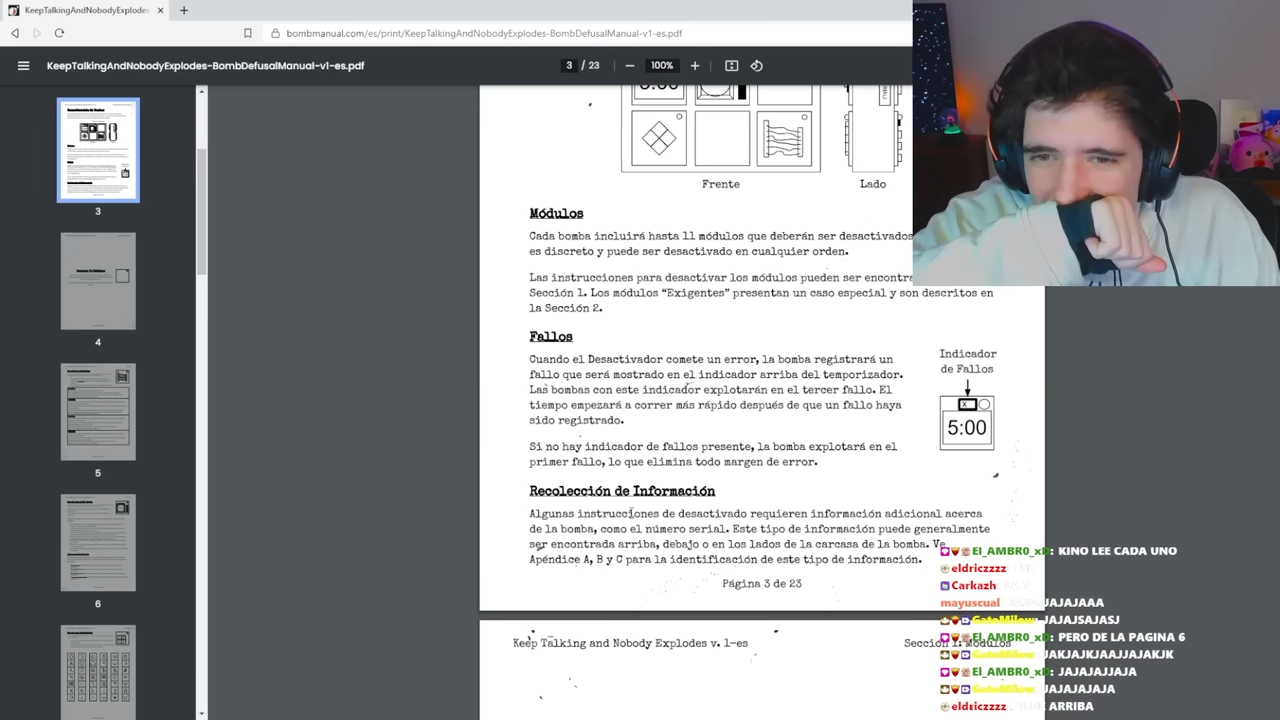 KeepTalkingAndNobodyExplodes
bombmanual.com/es/print/KeepTalkingAndNobodyExplodes-BombDefusalManual-v1-es.pdf
KeepTalkingAndNobodyExplodes-BombDefusalManual-v1-es.pdf
3 / 23
100%
3
4
5
6
Frente
Lado
Módulos
Cada bomba incluirá hasta 11 módulos que deberán ser desactivados
es discreto y puede ser desactivado en cualquier orden.
Las instrucciones para desactivar los módulos pueden ser
Sección 1. Los módulos “Exigentes” presentan un caso especial y son descritos en
la Sección 2.
Fallos
Cuando el Desactivador comete un error, la bomba registrará un
fallo que será mostrado en el indicador arriba del temporizador.
Las bombas con este indicador explotarán en el tercer fallo. El
tiempo empezará a correr más rápido después de que un fallo haya
sido registrado.
Si no hay indicador de fallos presente, la bomba explotará en el
primer fallo, lo que elimina todo margen de error.
Indicador
de Fallos
X
5:00
Recolección de Información
Algunas instrucciones de desactivado requieren información adicional acerca
de la bomba, como el número serial. Este tipo de información puede generalmente
ser encontrada arriba, debajo o en los lados de la carcasa de la bomba. Ve
Apéndice A, B y C para la identificación de este tipo de información.
Página 3 de 23
Keep Talking and Nobody Explodes v. 1-es
Sección 1: Módulos
El_AMBR0_xD: KINO LEE CADA UNO
eldriczzzz
Carkazh
mayuscual JAJAJAAA
GatoMilow: JAJAJSAJASJ
El_AMBR0_xD: PERO DE LA PAGINA 6
GatoMilow: JAKJAJKJAAJJAJAKJK
El_AMBR0_xD: JAJAJAJJAJA
GatoMilow: JAJAJAJAJA
eldriczzzz: ARRIBA